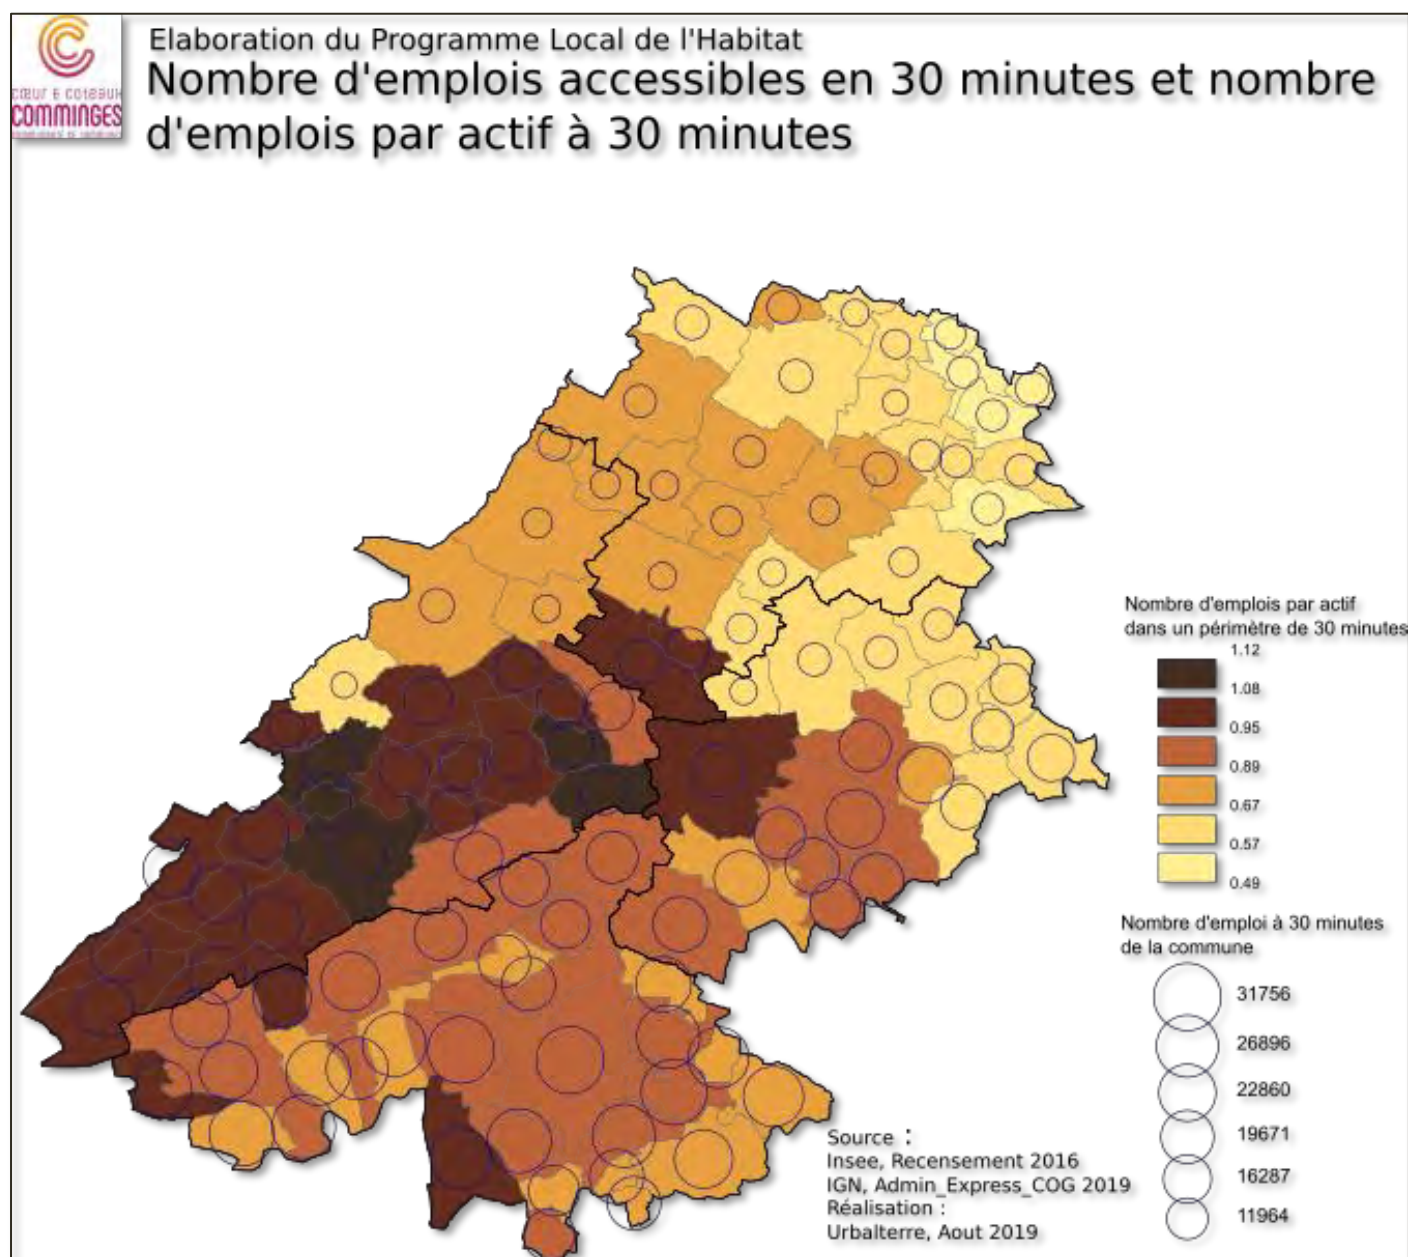 Elaboration du Programme Local de l'Habitat
Nombre d'emplois accessibles en 30 minutes et nombre
d'emplois par actif à 30 minutes
CŒUR & COTEAUX
COMMINGES
Nombre d'emplois par actif
dans un périmètre de 30 minutes
1.12
1.08
0.95
0.89
0.67
0.57
0.49
Nombre d'emploi à 30 minutes
de la commune
31756
26896
22860
19671
16287
11964
Source :
Insee, Recensement 2016
IGN, Admin_Express_COG 2019
Réalisation :
Urbalterre, Aout 2019